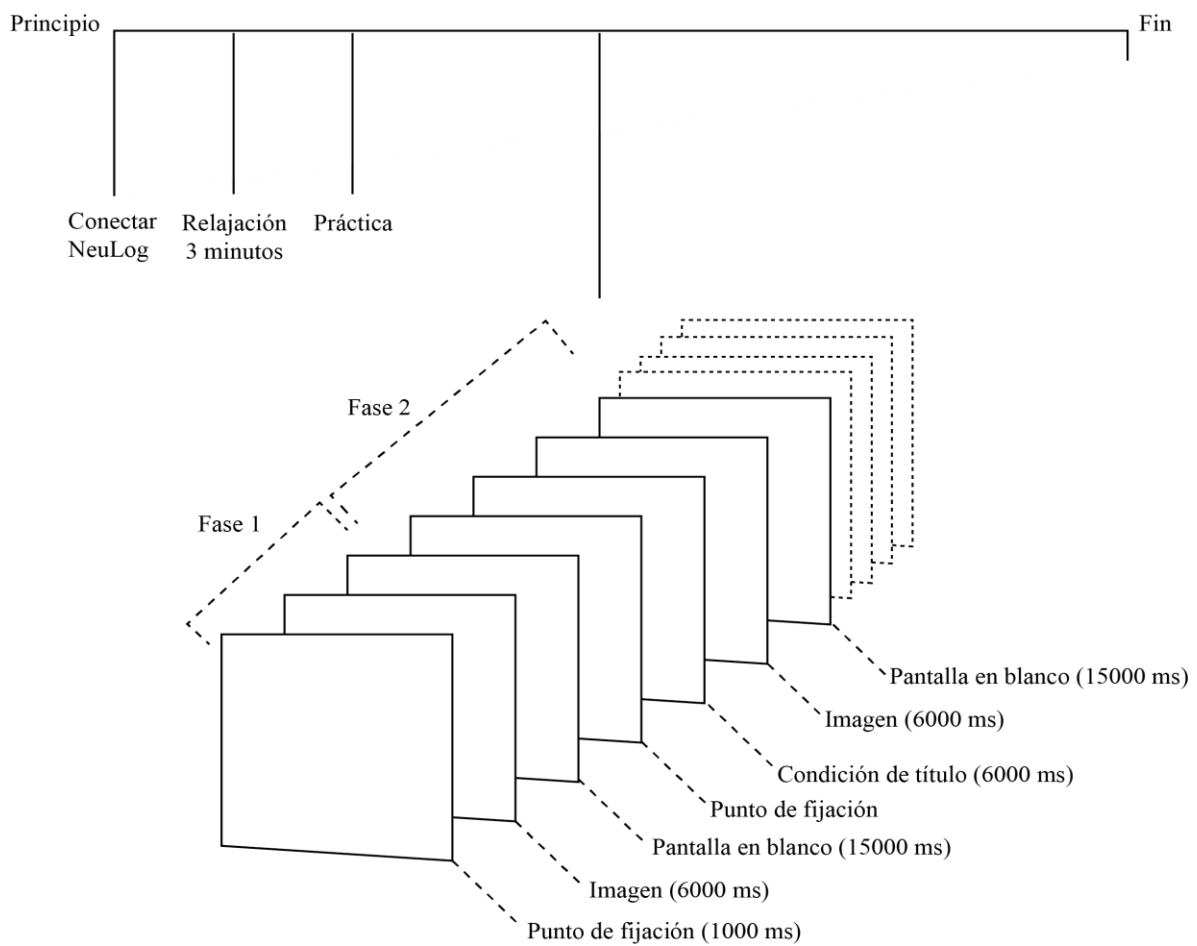 Principio
Fin
Conectar
NeuLog
Relajación
3 minutos
Práctica
Fase 2
Fase 1
Pantalla en blanco (15000 ms)
Imagen (6000 ms)
Condición de título (6000 ms)
Punto de fijación
Pantalla en blanco (15000 ms)
Imagen (6000 ms)
Punto de fijación (1000 ms)